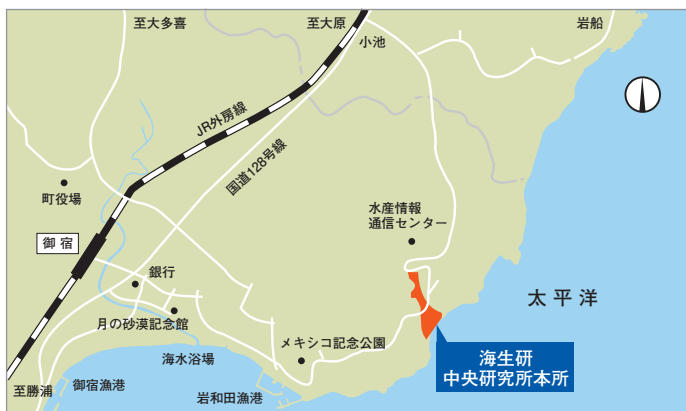 至大多喜
至大原
岩船
小池
JR外房線
国道128号線
町役場
水産情報
通信センター
御宿
銀行
太平洋
月の砂漠記念館
メキシコ記念公園
海水浴場
海生研
中央研究所本所
至勝浦
御宿漁港
岩和田漁港